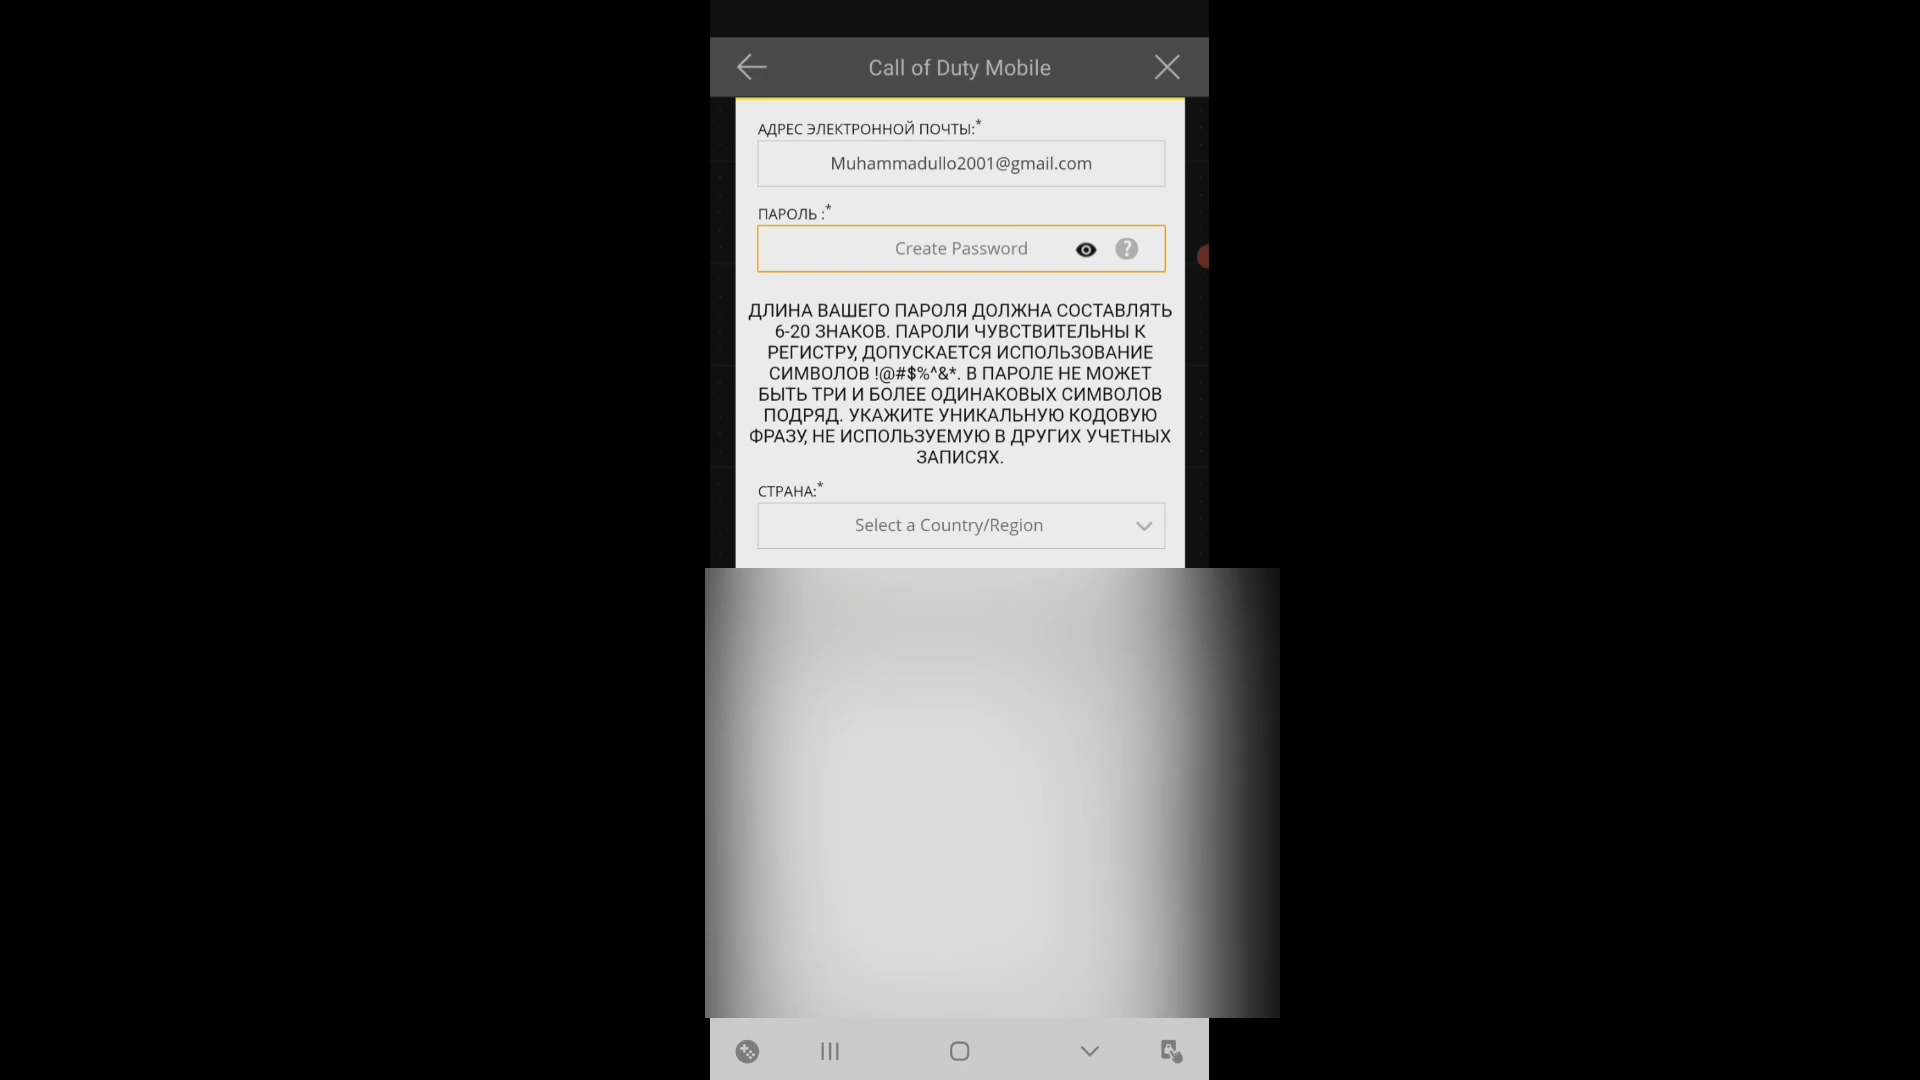 Call of Duty Mobile
АДРЕС ЭЛЕКТРОННОЙ ПОЧТЫ:*
Muhammadullo2001@gmail.com
ПАРОЛЬ :*
Create Password
ДЛИНА ВАШЕГО ПАРОЛЯ ДОЛЖНА СОСТАВЛЯТЬ
6-20 ЗНАКОВ. ПАРОЛИ ЧУВСТВИТЕЛЬНЫ К
РЕГИСТРУ, ДОПУСКАЕТСЯ ИСПОЛЬЗОВАНИЕ
СИМВОЛОВ !@#$%^&*. В ПАРОЛЕ НЕ МОЖЕТ
БЫТЬ ТРИ И БОЛЕЕ ОДИНАКОВЫХ СИМВОЛОВ
ПОДРЯД. УКАЖИТЕ УНИКАЛЬНУЮ КОДОВУЮ
ФРАЗУ, НЕ ИСПОЛЬЗУЕМУЮ В ДРУГИХ УЧЕТНЫХ
ЗАПИСЯХ.
СТРАНА:*
Select a Country/Region